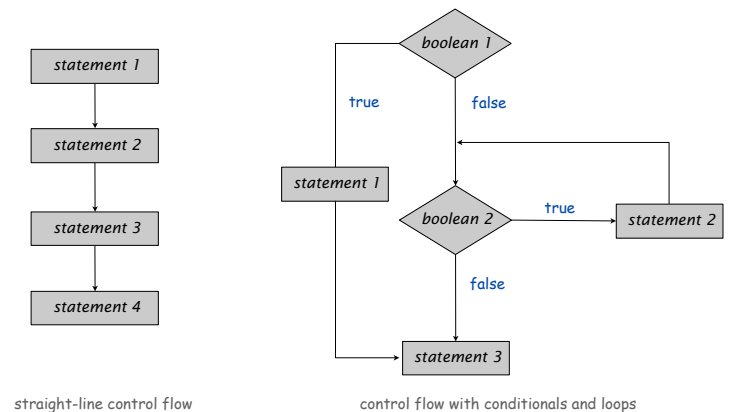 statement 1
statement 2
statement 3
statement 4
straight-line control flow
boolean 1
true
false
statement 1
boolean 2
true
statement 2
false
statement 3
control flow with conditionals and loops